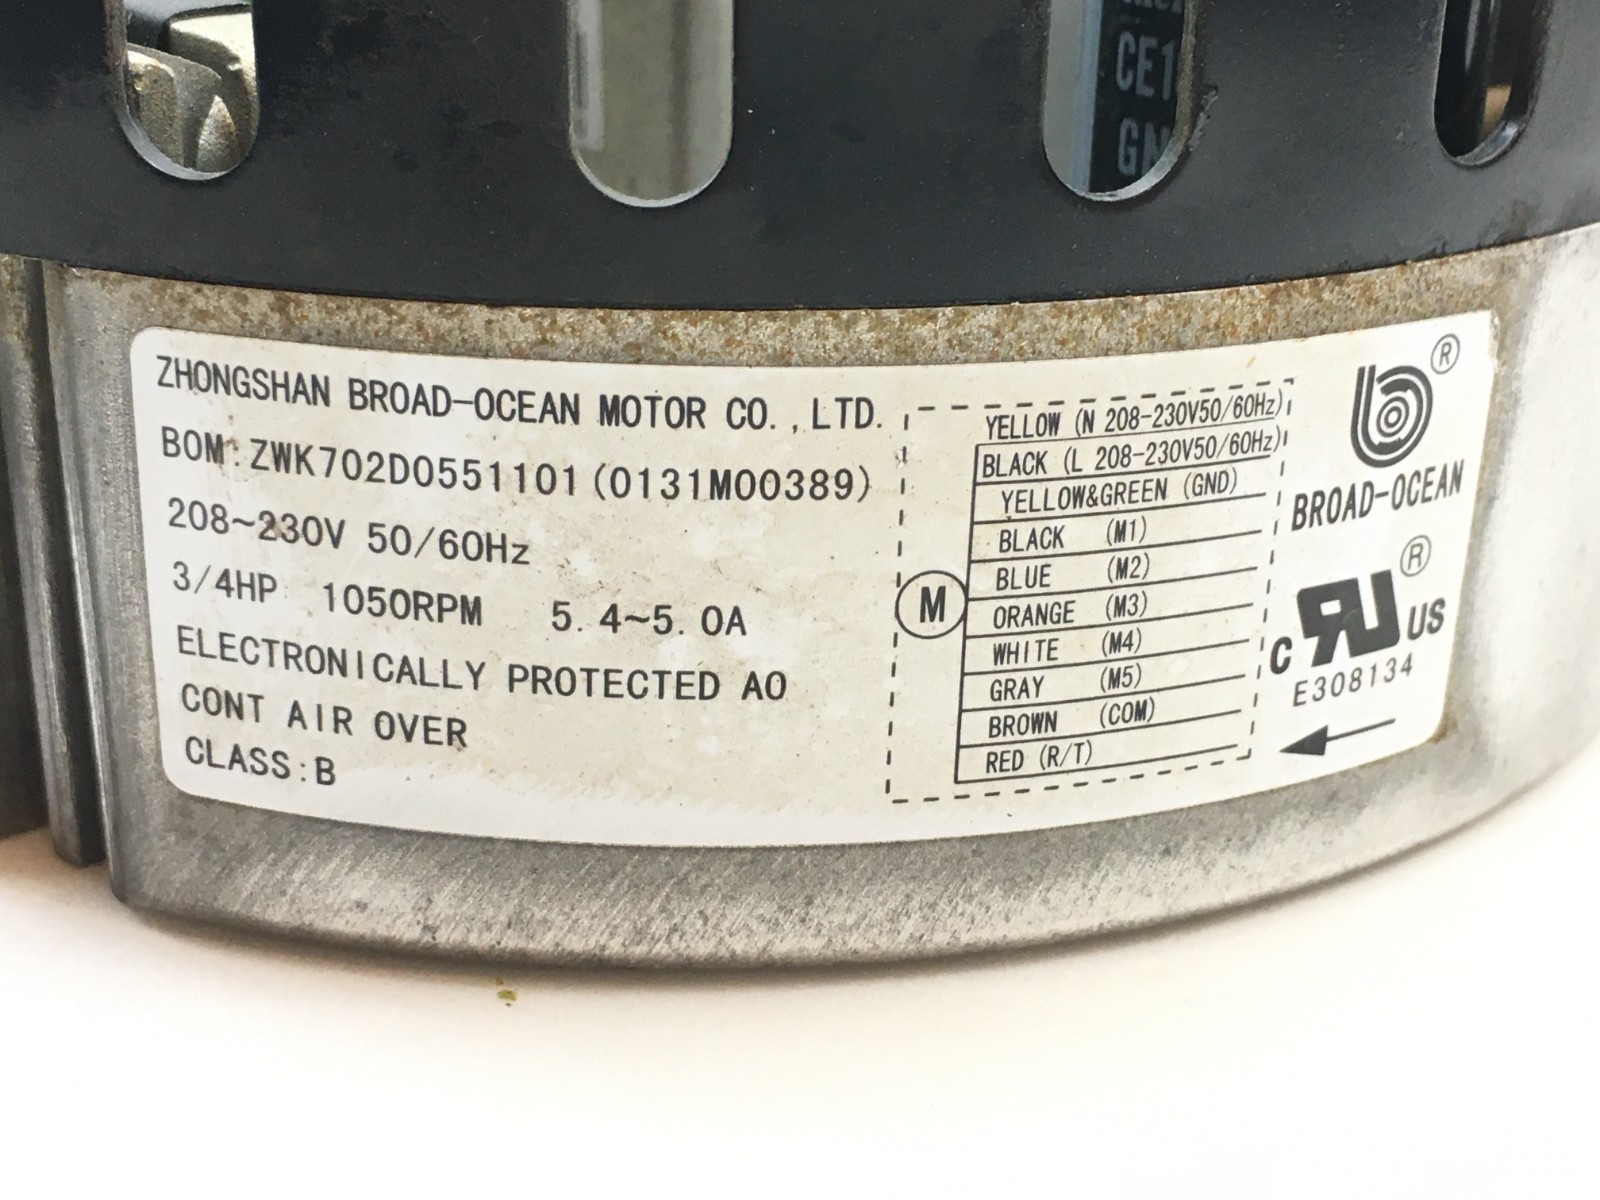 CE1
GN
ZHONGSHAN BROAD-OCEAN MOTOR CO., LTD.
BOM: ZWK702D0551101 (0131M00389)
208~230V 50/60Hz
3/4HP 1050RPM 5.4~5.0A
ELECTRONICALLY PROTECTED AO
CONT AIR OVER
CLASS: B
M
YELLOW (N 208-230V50/60Hz)
BLACK (L 208-230V50/60Hz)
YELLOW&GREEN (GND)
BLACK (M1)
BLUE (M2)
ORANGE (M3)
WHITE (M4)
GRAY (M5)
BROWN (COM)
RED (R/T)
b ®
BROAD-OCEAN
c RU US ®
E308134